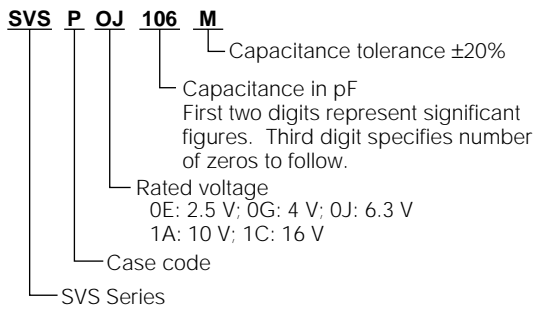 SVS P OJ 106 M
Capacitance tolerance ±20%
Capacitance in pF
First two digits represent significant
figures. Third digit specifies number
of zeros to follow.
Rated voltage
0E: 2.5 V; 0G: 4 V; 0J: 6.3 V
1A: 10 V; 1C: 16 V
Case code
SVS Series